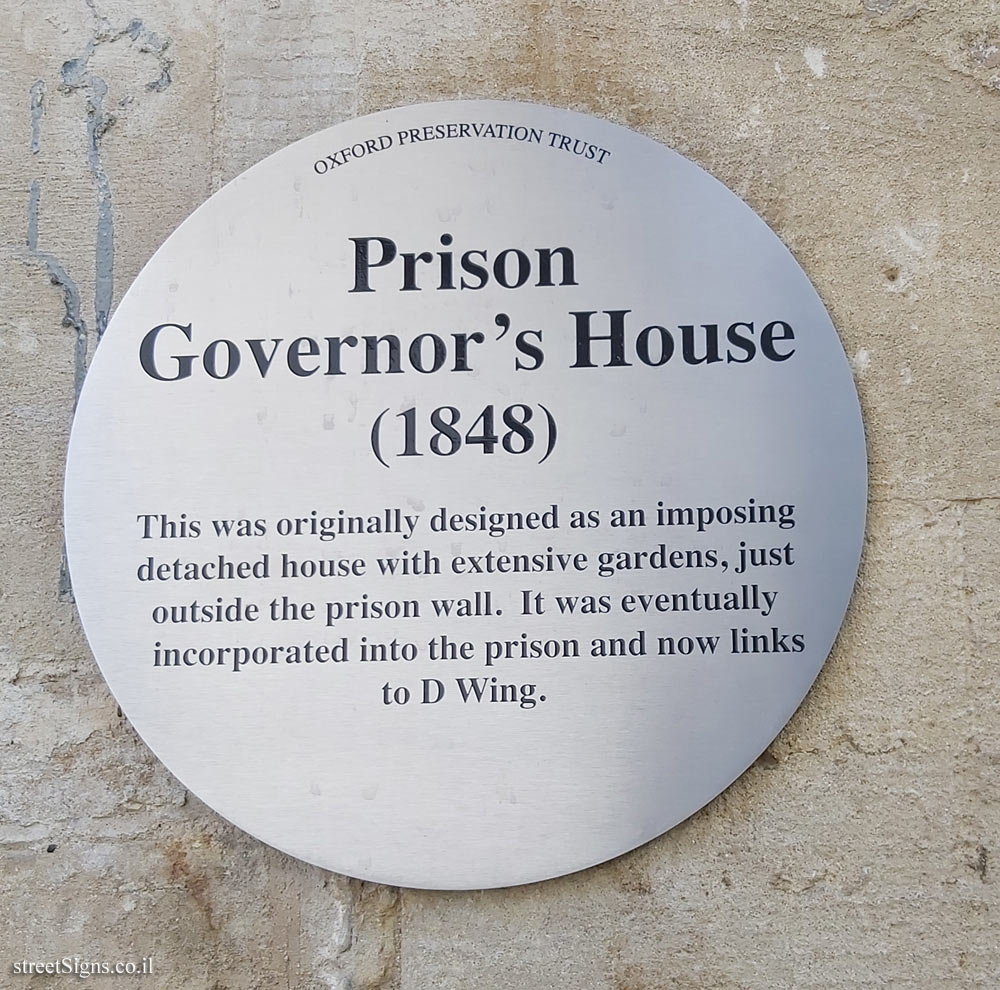 OXFORD PRESERVATION TRUST
Prison
Governor’s House
(1848)
This was originally designed as an imposing
detached house with extensive gardens, just
outside the prison wall. It was eventually
incorporated into the prison and now links
to D Wing.
streetSigns.co.il